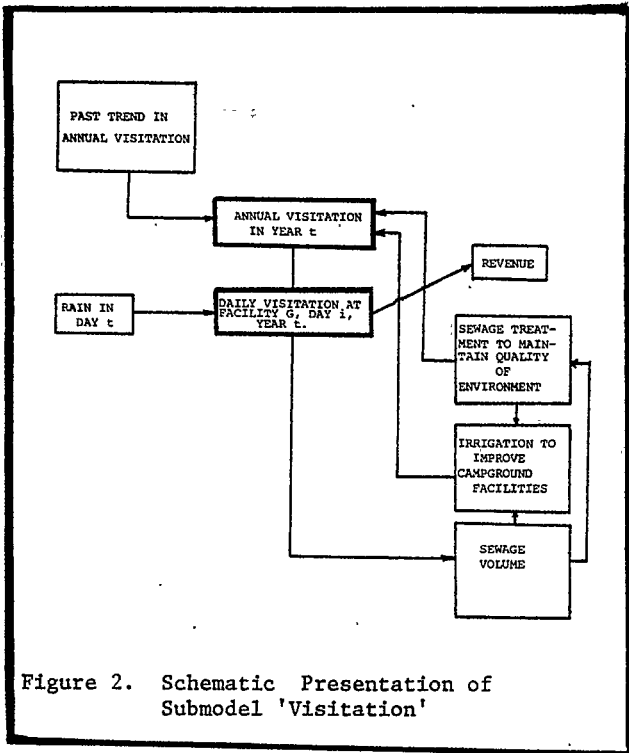 PAST TREND IN
ANNUAL VISITATION
ANNUAL VISITATION
IN YEAR t
REVENUE
RAIN IN
DAY t
DAILY VISITATION AT
FACILITY G, DAY i,
YEAR t.
SEWAGE TREAT-
MENT TO MAIN-
TAIN QUALITY
OF
ENVIRONMENT
IRRIGATION TO
IMPROVE
CAMPGROUND
FACILITIES
SEWAGE
VOLUME
Figure 2. Schematic Presentation of
Submodel 'Visitation'